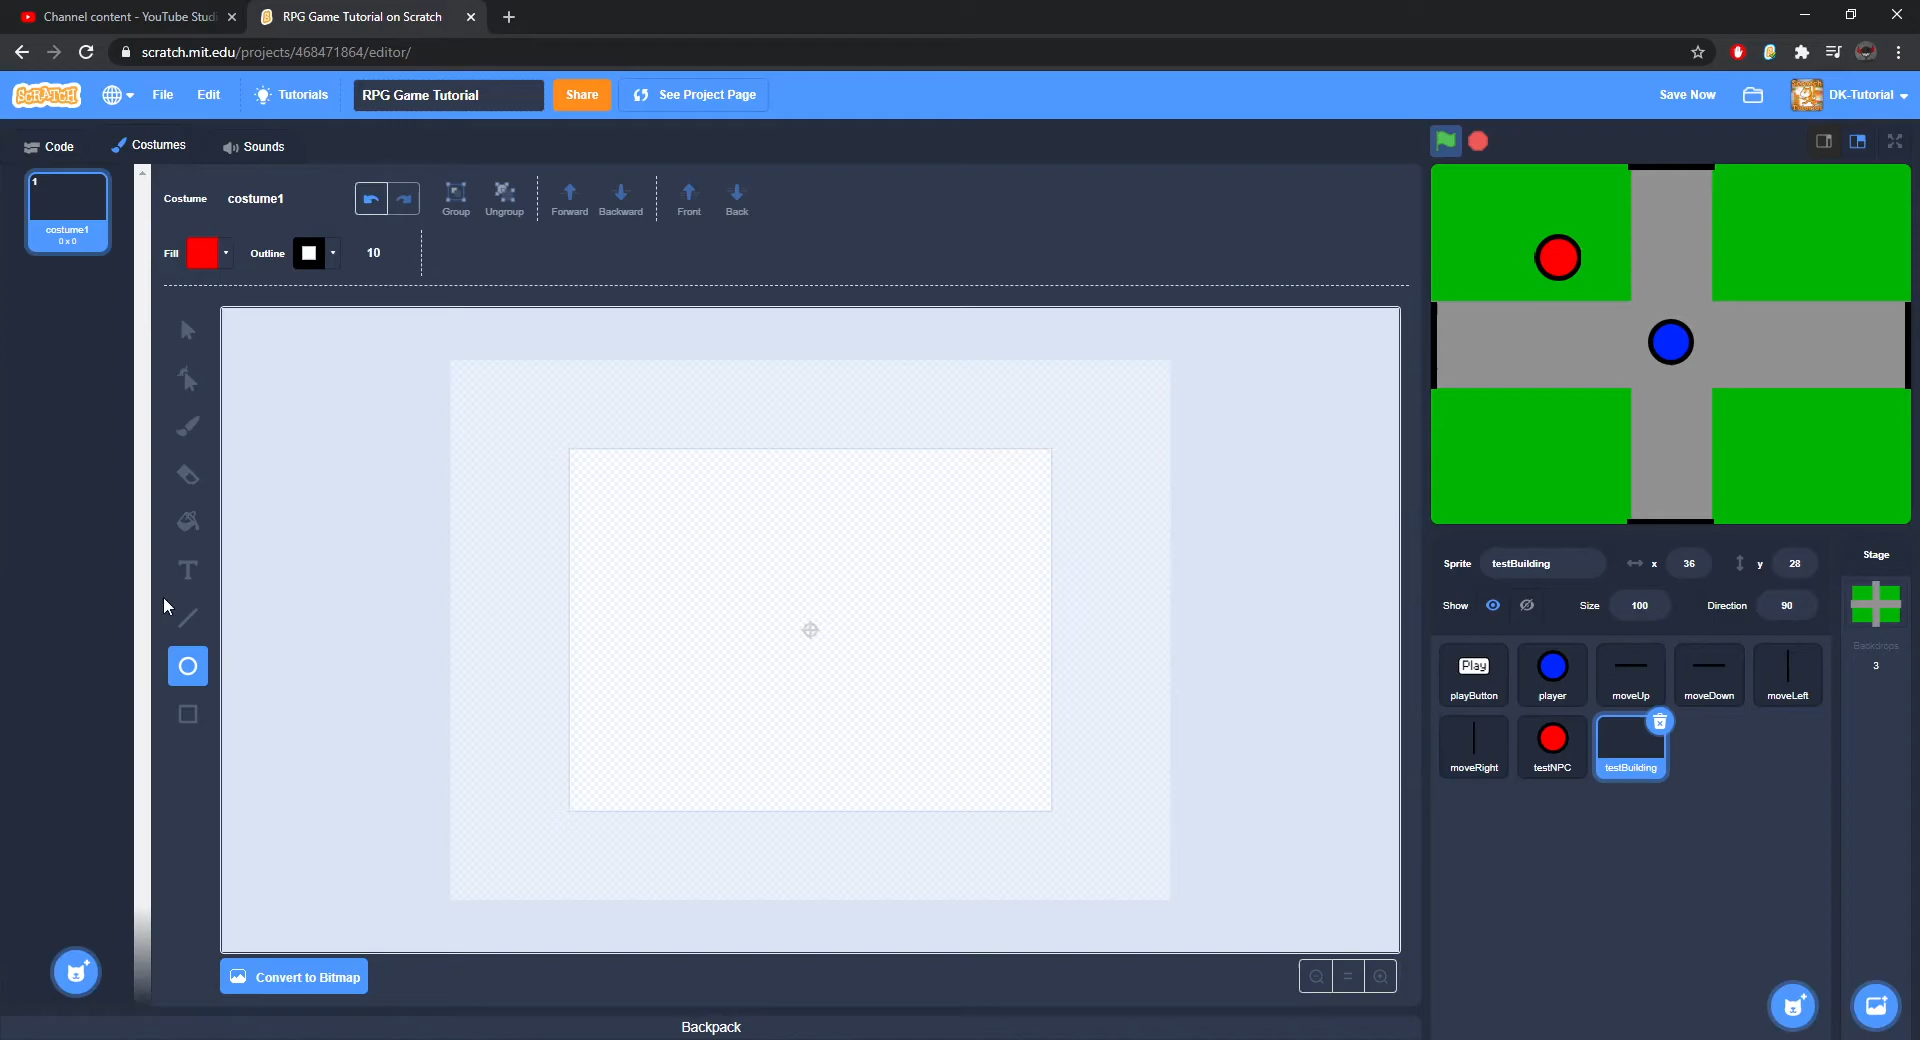 Channel content - YouTube Studi
RPG Game Tutorial on Scratch
scratch.mit.edu/projects/468471864/editor/
SCRATCH
File
Edit
Tutorials
RPG Game Tutorial
Share
See Project Page
Save Now
DK-Tutorial
Code
Costumes
Sounds
1
costume1
0 x 0
Costume
costume1
Group
Ungroup
Forward
Backward
Front
Back
Fill
Outline
10
T
Convert to Bitmap
Backpack
Sprite
testBuilding
x
36
y
28
Show
Size
100
Direction
90
Play
playButton
player
moveUp
moveDown
moveLeft
moveRight
testNPC
testBuilding
Stage
Backdrops
3